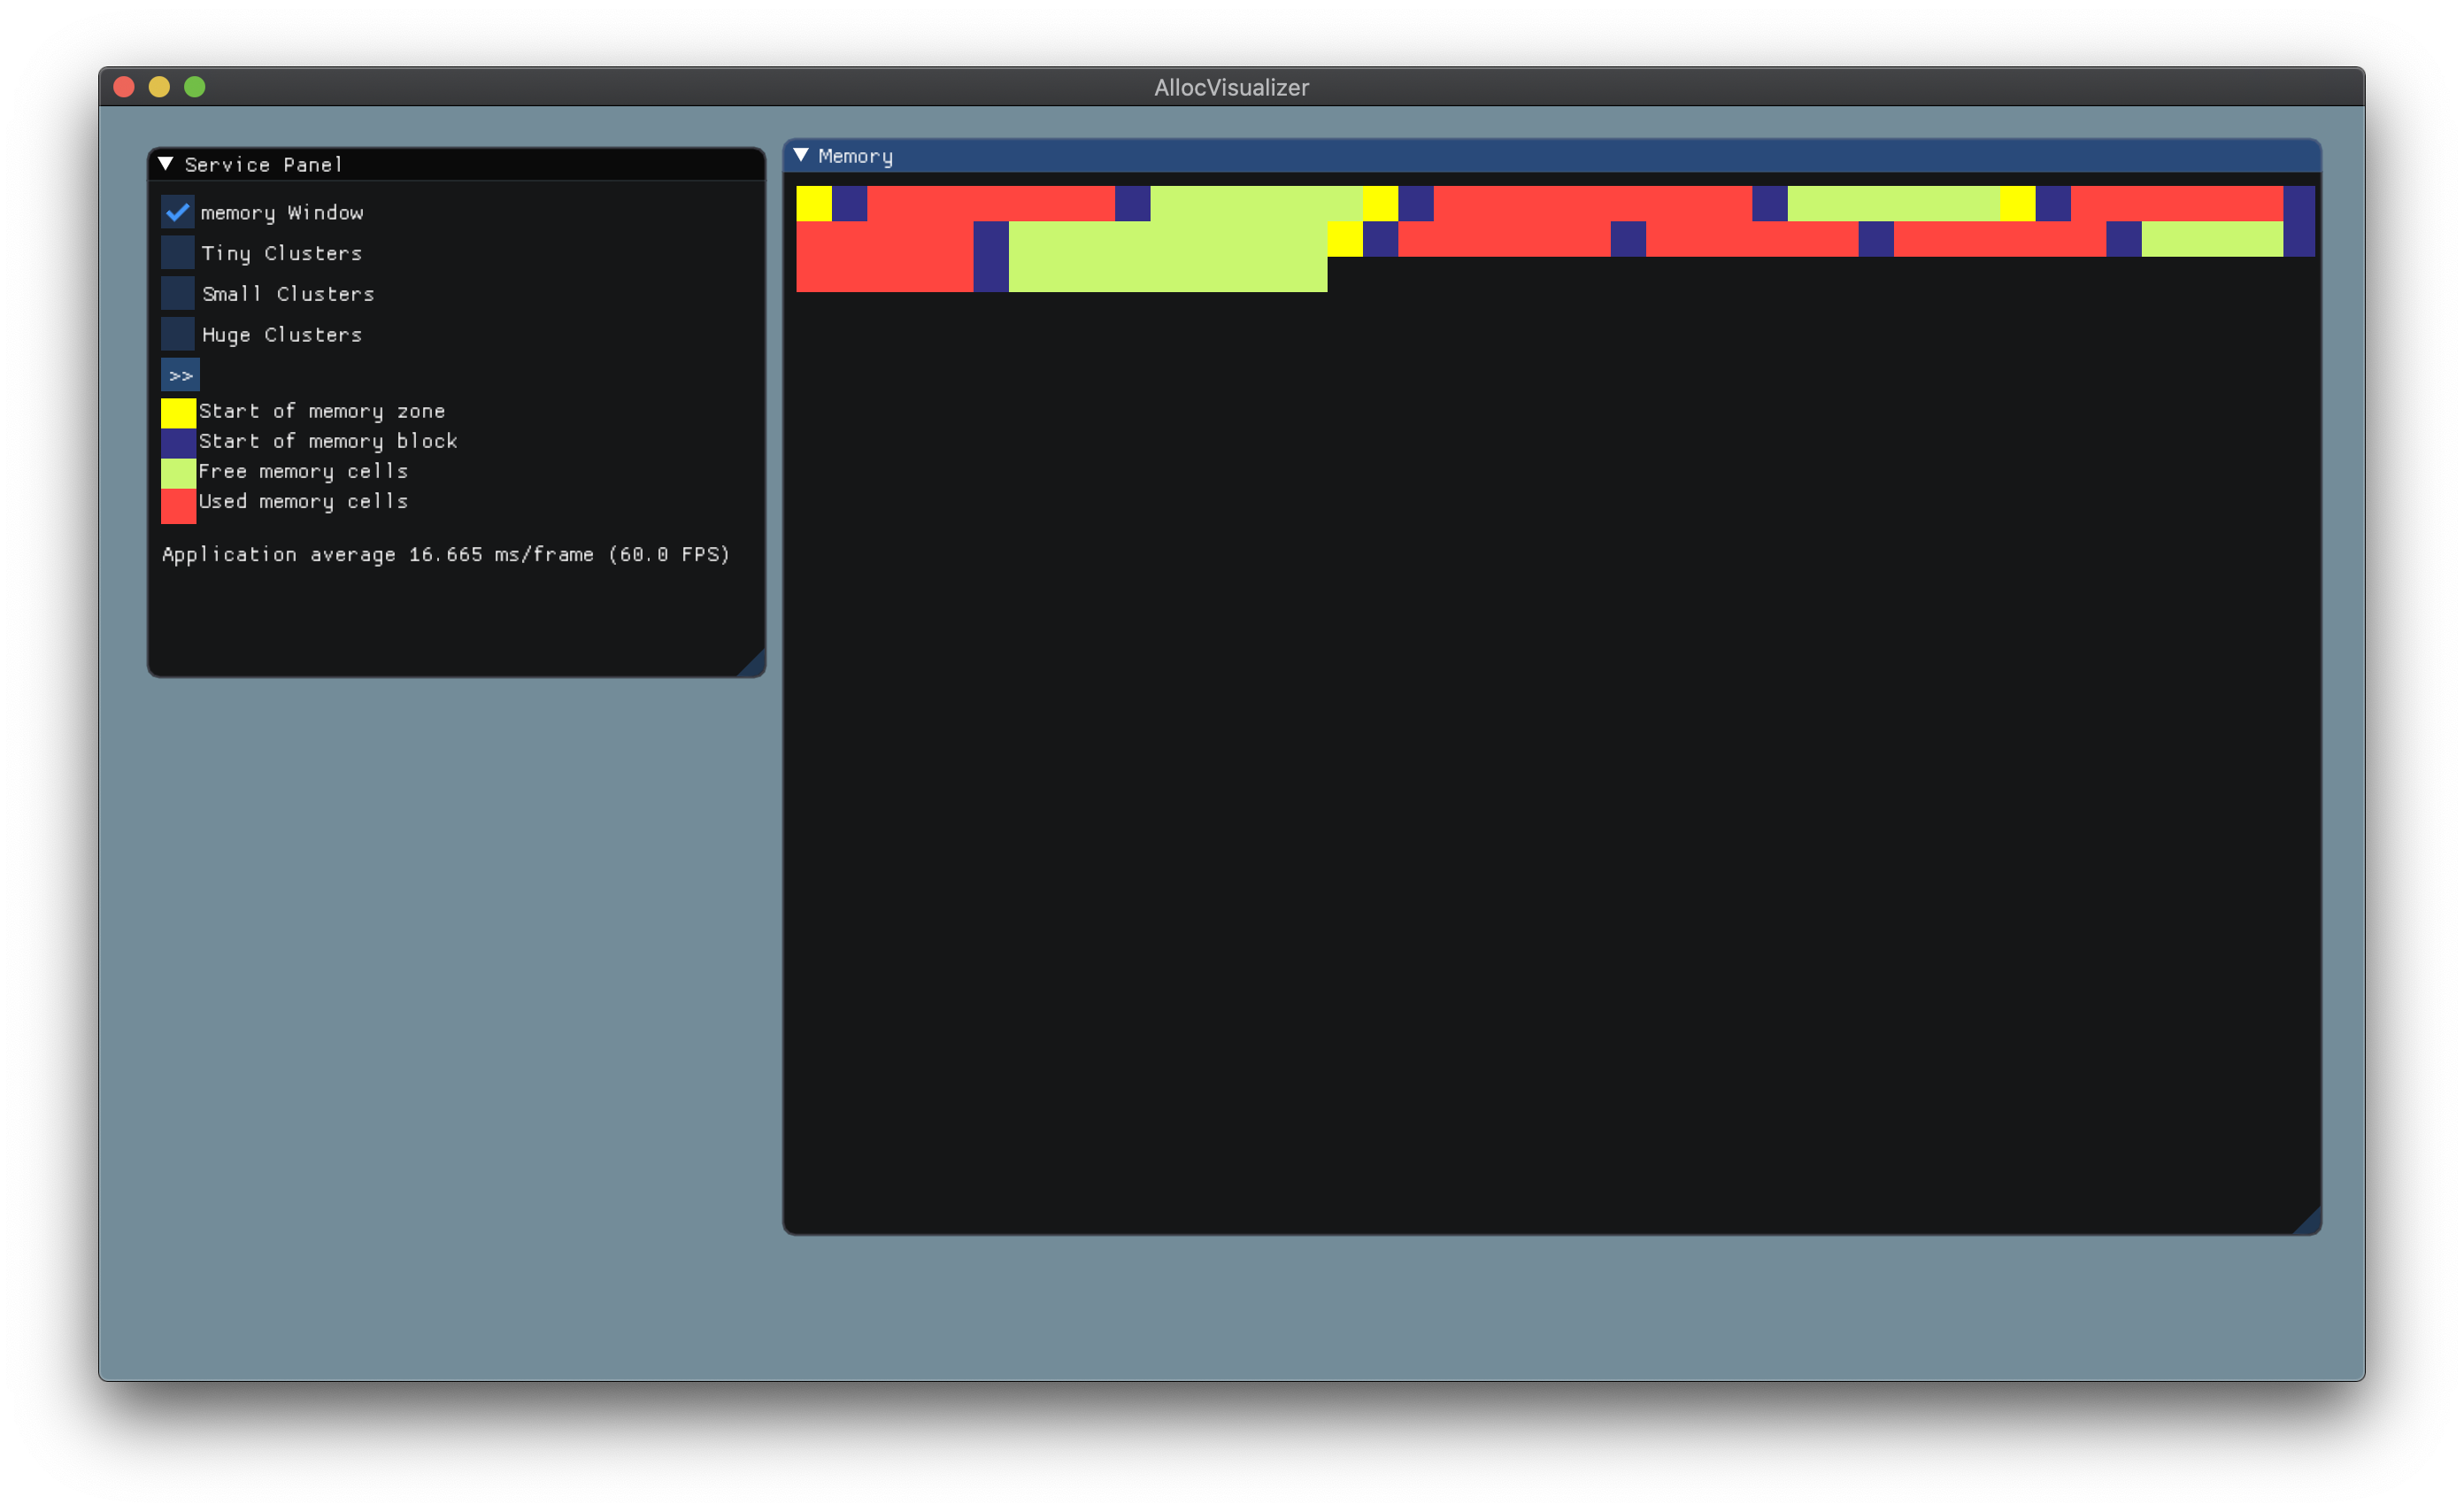 AllocVisualizer
Service Panel
memory Window
Tiny Clusters
Small Clusters
Huge Clusters
>>
Start of memory zone
Start of memory block
Free memory cells
Used memory cells
Application average 16.665 ms/frame (60.0 FPS)
Memory